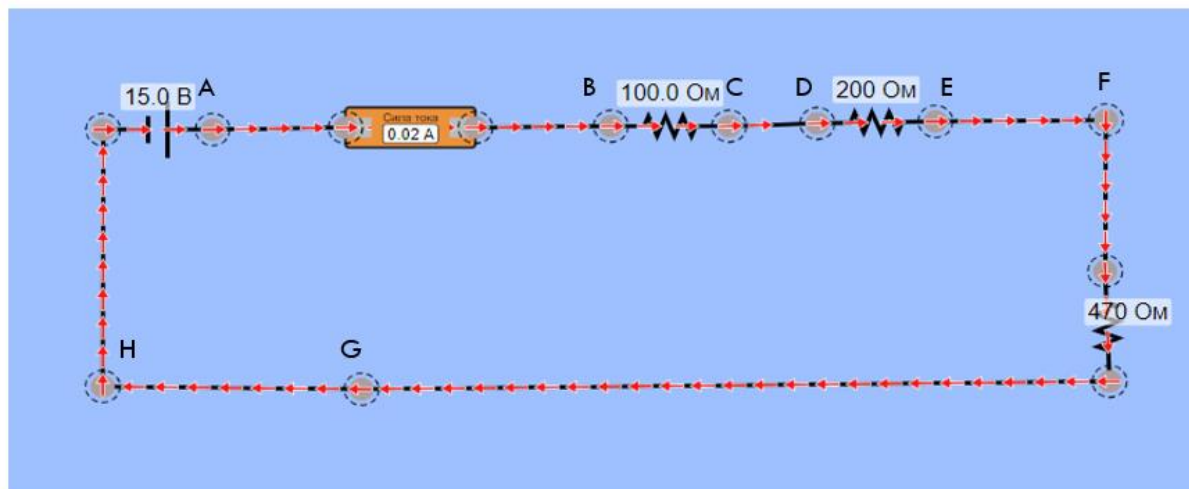 15.0 В
A
Сила тока
0.02 А
B
100.0 Ом
C
D
200 Ом
E
F
470 Ом
H
G